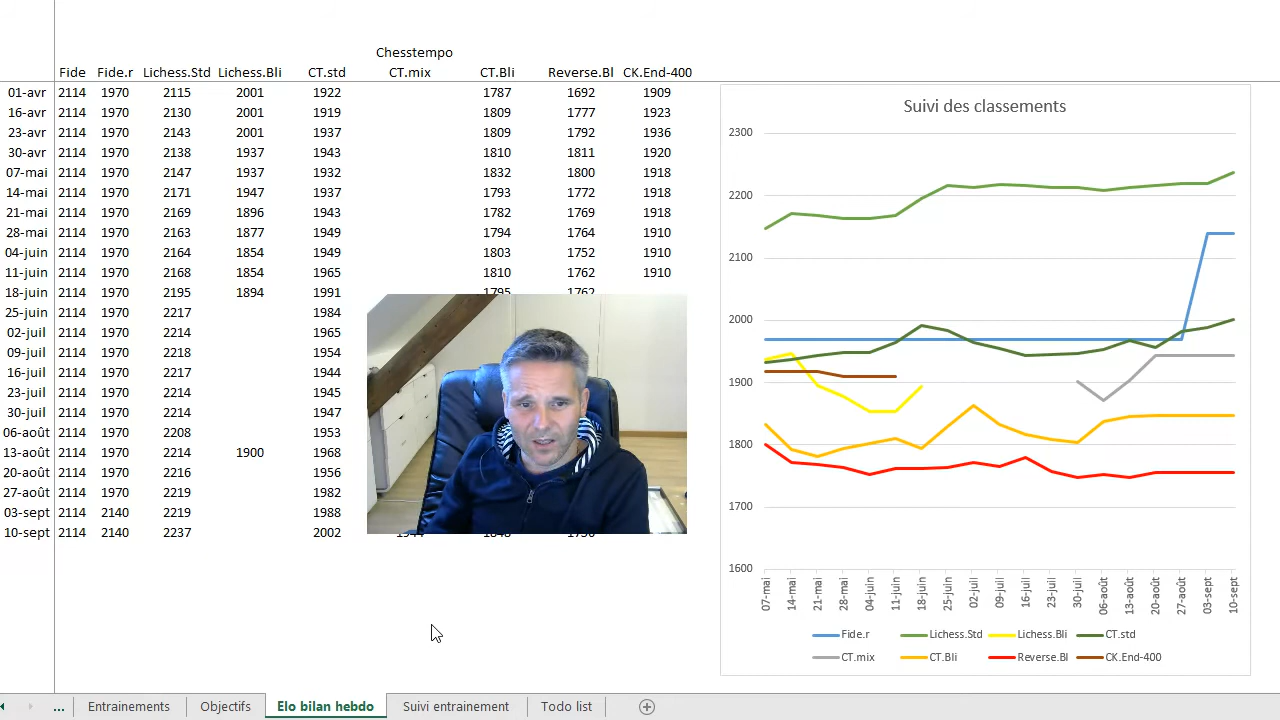 Chesstempo
Fide Fide.r Lichess.Std Lichess.Bli CT.std CT.mix CT.Bli Reverse.Bl CK.End-400
01-avr 2114 1970 2115 2001 1922 1787 1692 1909
16-avr 2114 1970 2130 2001 1919 1809 1777 1923
23-avr 2114 1970 2143 2001 1937 1809 1792 1936
30-avr 2114 1970 2138 1937 1943 1810 1811 1920
07-mai 2114 1970 2147 1937 1932 1832 1800 1918
14-mai 2114 1970 2171 1947 1937 1793 1772 1918
21-mai 2114 1970 2169 1896 1943 1782 1769 1918
28-mai 2114 1970 2163 1877 1949 1794 1764 1910
04-juin 2114 1970 2164 1854 1949 1803 1752 1910
11-juin 2114 1970 2168 1854 1965 1810 1762 1910
18-juin 2114 1970 2195 1894 1991 1795 1762
25-juin 2114 1970 2217 1984
02-juil 2114 1970 2214 1965
09-juil 2114 1970 2218 1954
16-juil 2114 1970 2217 1944
23-juil 2114 1970 2214 1945
30-juil 2114 1970 2214 1947
06-août 2114 1970 2208 1953
13-août 2114 1970 2214 1900 1968
20-août 2114 1970 2216 1956
27-août 2114 1970 2219 1982
03-sept 2114 2140 2219 1988
10-sept 2114 2140 2237 2002
Suivi des classements
2300
2200
2100
2000
1900
1800
1700
1600
07-mai 14-mai 21-mai 28-mai 04-juin 11-juin 18-juin 25-juin 02-juil 09-juil 16-juil 23-juil 30-juil 06-août 13-août 20-août 27-août 03-sept 10-sept
Fide.r Lichess.Std Lichess.Bli CT.std
CT.mix CT.Bli Reverse.Bl CK.End-400
... Entrainements Objectifs Elo bilan hebdo Suivi entrainement Todo list